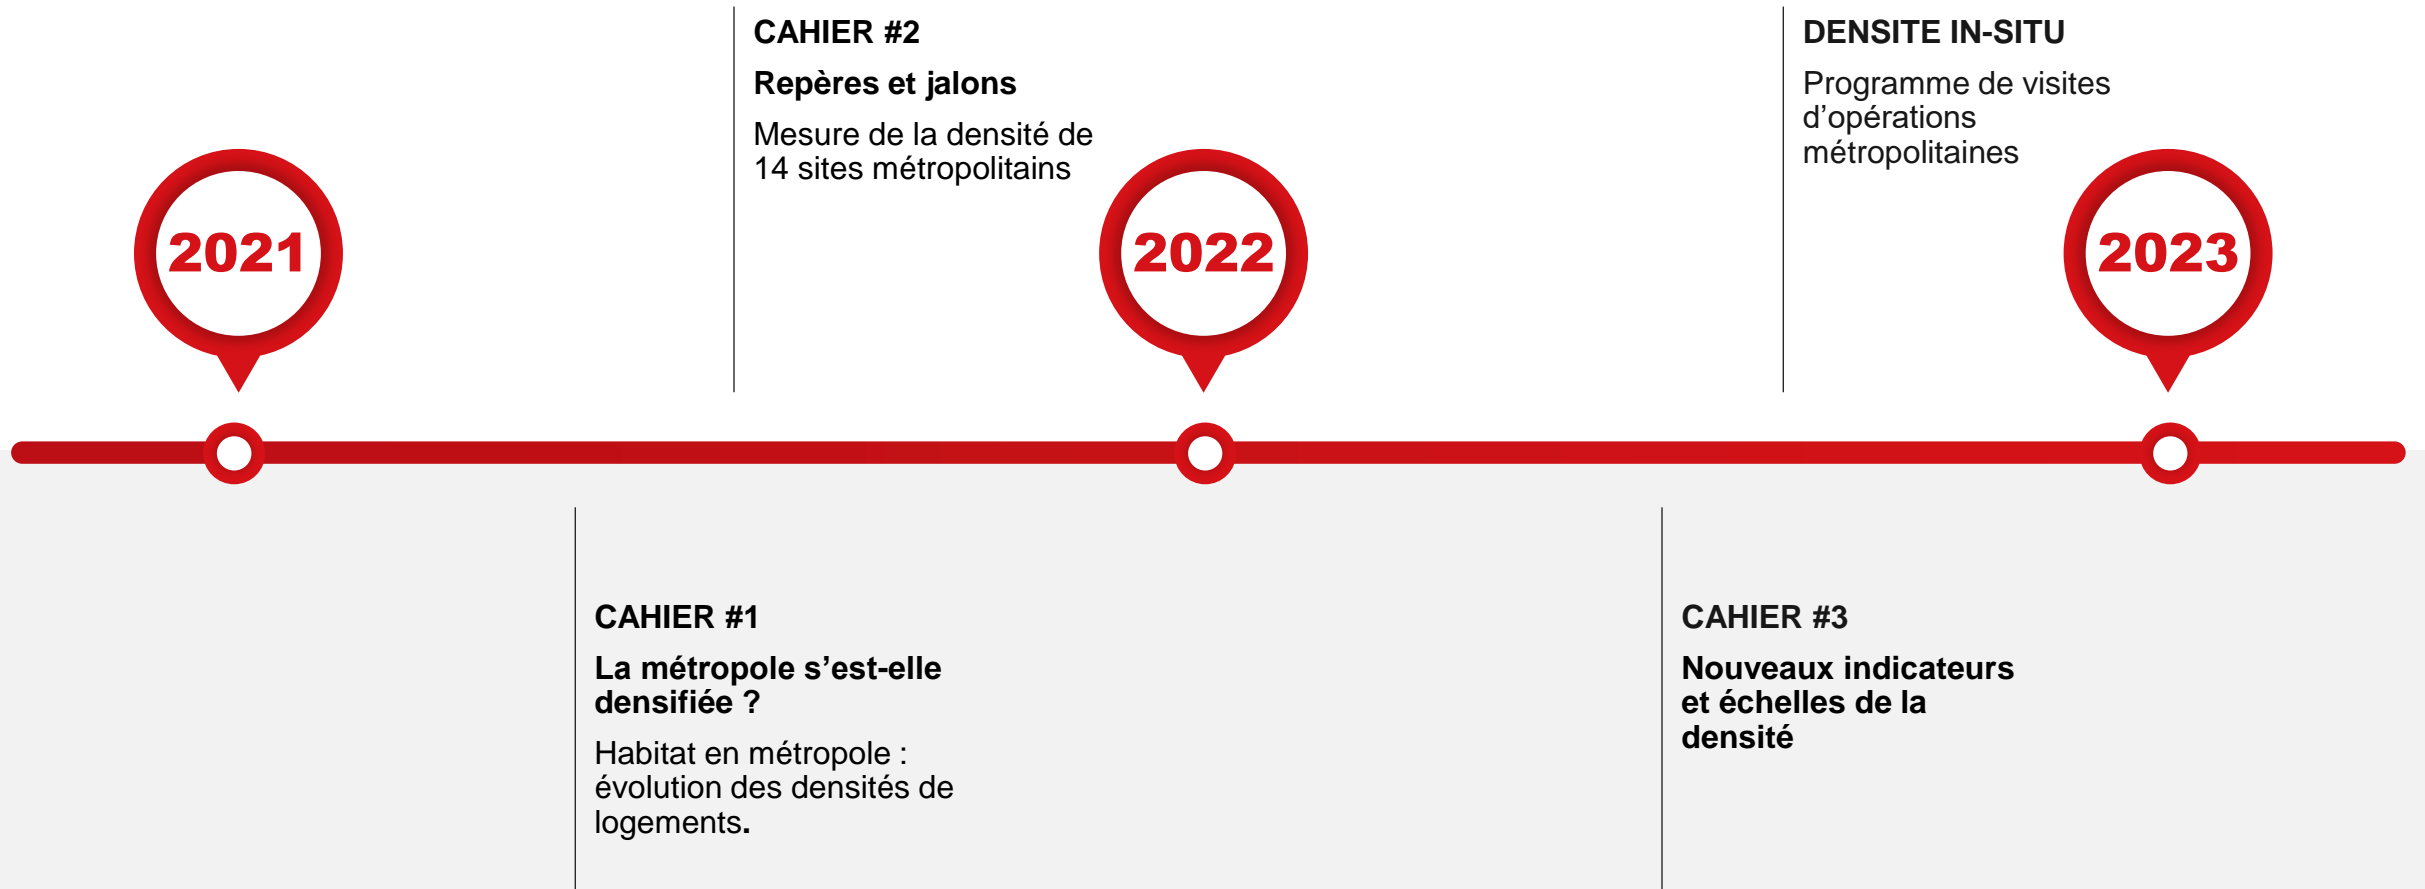 CAHIER #2
Repères et jalons
Mesure de la densité de
14 sites métropolitains
DENSITE IN-SITU
Programme de visites
d’opérations
métropolitaines
2021
2022
2023
CAHIER #1
La métropole s’est-elle
densifiée ?
Habitat en métropole :
évolution des densités de
logements.
CAHIER #3
Nouveaux indicateurs
et échelles de la
densité